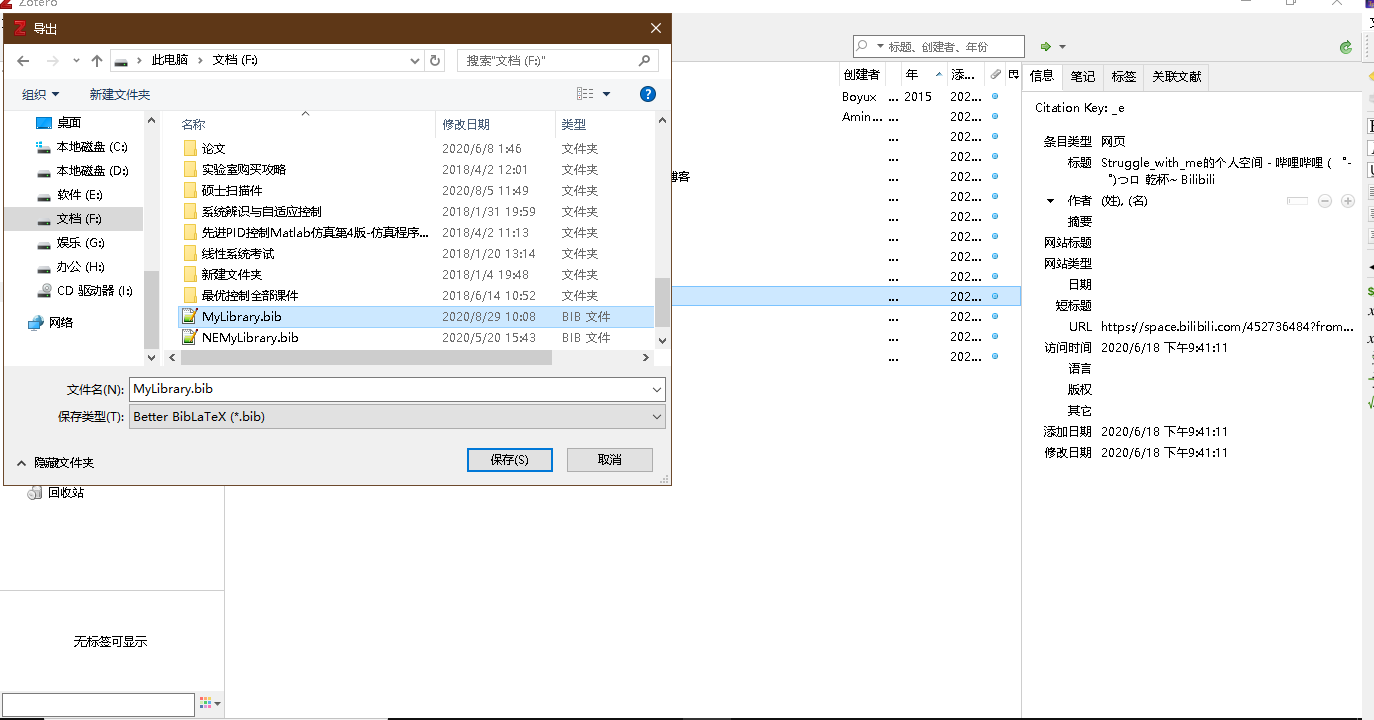 Zotero
导出
此电脑 › 文档 (F:)
搜索"文档 (F:)"
组织
新建文件夹
桌面
本地磁盘 (C:)
本地磁盘 (D:)
软件 (E:)
文档 (F:)
娱乐 (G:)
办公 (H:)
CD 驱动器 (I:)
网络
名称 修改日期 类型
论文 2020/6/8 1:46 文件夹
实验室购买攻略 2018/4/2 12:01 文件夹
硕士扫描件 2020/8/5 11:49 文件夹
系统辨识与自适应控制 2018/1/31 19:59 文件夹
先进PID控制Matlab仿真第4版-仿真程序... 2018/4/2 11:13 文件夹
线性系统考试 2018/1/20 13:14 文件夹
新建文件夹 2018/1/4 19:48 文件夹
最优控制全部课件 2018/6/14 10:52 文件夹
MyLibrary.bib 2020/8/29 10:08 BIB 文件
NEMyLibrary.bib 2020/5/20 15:43 BIB 文件
文件名(N): MyLibrary.bib
保存类型(T): Better BibLaTeX (*.bib)
隐藏文件夹
保存(S)
取消
回收站
无标签可显示
标题、创建者、年份
创建者 年 添...
Boyux ... 2015 202...
Amin... ... 202...
... 202...
... 202...
博客 ... 202...
... 202...
... 202...
... 202...
... 202...
... 202...
... 202...
... 202...
... 202...
... 202...
信息 笔记 标签 关联文献
Citation Key: _e
条目类型 网页
标题 Struggle_with_me的个人空间 - 哔哩哔哩 ( ゜-
゜)つロ 乾杯~ Bilibili
作者 (姓), (名)
摘要
网站标题
网站类型
日期
短标题
URL https://space.bilibili.com/452736484?from...
访问时间 2020/6/18 下午9:41:11
语言
版权
其它
添加日期 2020/6/18 下午9:41:11
修改日期 2020/6/18 下午9:41:11